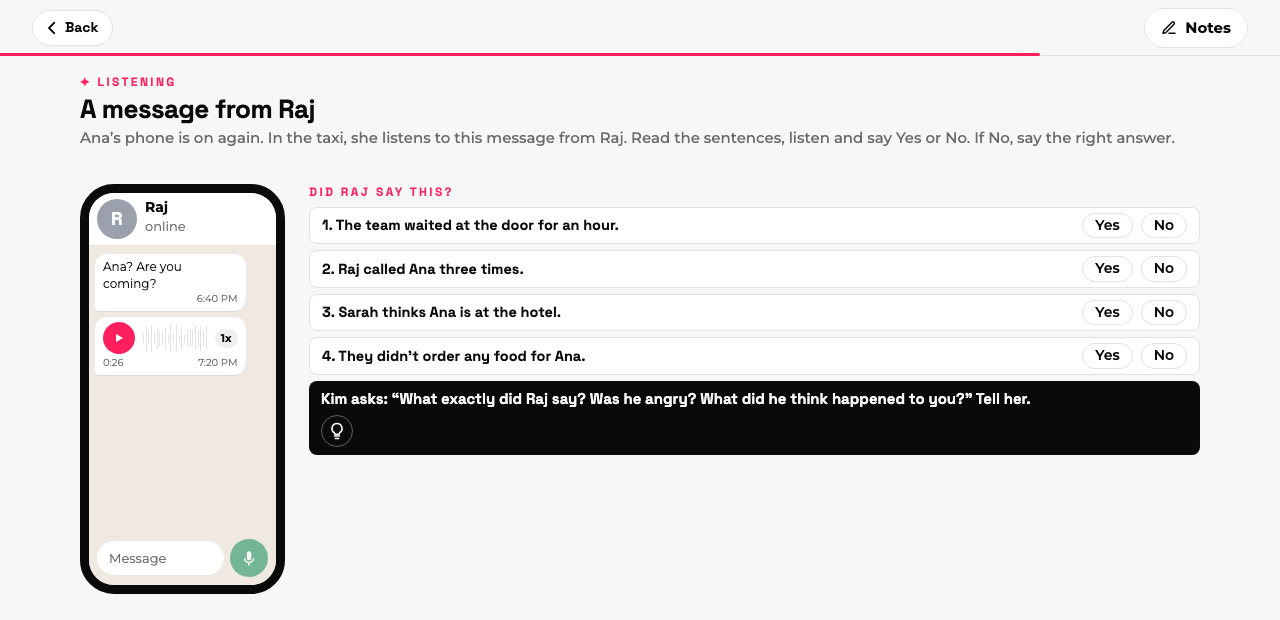 Back
Notes
LISTENING
A message from Raj
Ana’s phone is on again. In the taxi, she listens to this message from Raj. Read the sentences, listen and say Yes or No. If No, say the right answer.
R
Raj
online
Ana? Are you
coming?
6:40 PM
1x
0:26
7:20 PM
Message
DID RAJ SAY THIS?
1. The team waited at the door for an hour.
Yes
No
2. Raj called Ana three times.
Yes
No
3. Sarah thinks Ana is at the hotel.
Yes
No
4. They didn’t order any food for Ana.
Yes
No
Kim asks: “What exactly did Raj say? Was he angry? What did he think happened to you?” Tell her.